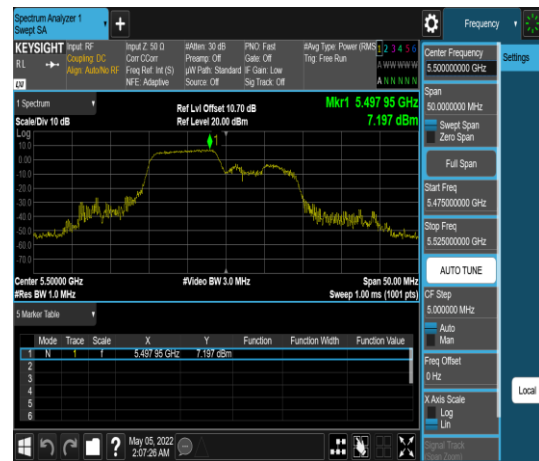 Spectrum Analyzer 1
Swept SA
Frequency
KEYSIGHT
RL
Input: RF
Coupling: DC
Align: Auto/No RF
Input Z: 50 Ω
Corr CCorr
Freq Ref: Int (S)
NFE: Adaptive
#Atten: 30 dB
Preamp: Off
µW Path: Standard
Source: Off
PNO: Fast
Gate: Off
IF Gain: Low
Sig Track: Off
#Avg Type: Power (RMS
Trig: Free Run
1 2 3 4 5 6
A WW WW W
A N N N N N
1 Spectrum
Scale/Div 10 dB
Ref Lvl Offset 10.70 dB
Ref Level 20.00 dBm
Mkr1 5.497 95 GHz
7.197 dBm
Log
10.0
0.00
-10.0
-20.0
-30.0
-40.0
-50.0
-60.0
-70.0
1
Center 5.50000 GHz
#Res BW 1.0 MHz
#Video BW 3.0 MHz
Span 50.00 MHz
Sweep 1.00 ms (1001 pts)
5 Marker Table
Mode Trace Scale X Y Function Function Width Function Value
1 N 1 f 5.497 95 GHz 7.197 dBm
2
3
4
5
6
May 05, 2022
2:07:26 AM
Center Frequency
5.500000000 GHz
Settings
Span
50.0000000 MHz
Swept Span
Zero Span
Full Span
Start Freq
5.475000000 GHz
Stop Freq
5.525000000 GHz
AUTO TUNE
CF Step
5.000000 MHz
Auto
Man
Freq Offset
0 Hz
X Axis Scale
Log
Lin
Local
Signal Track
(Span Zoom)